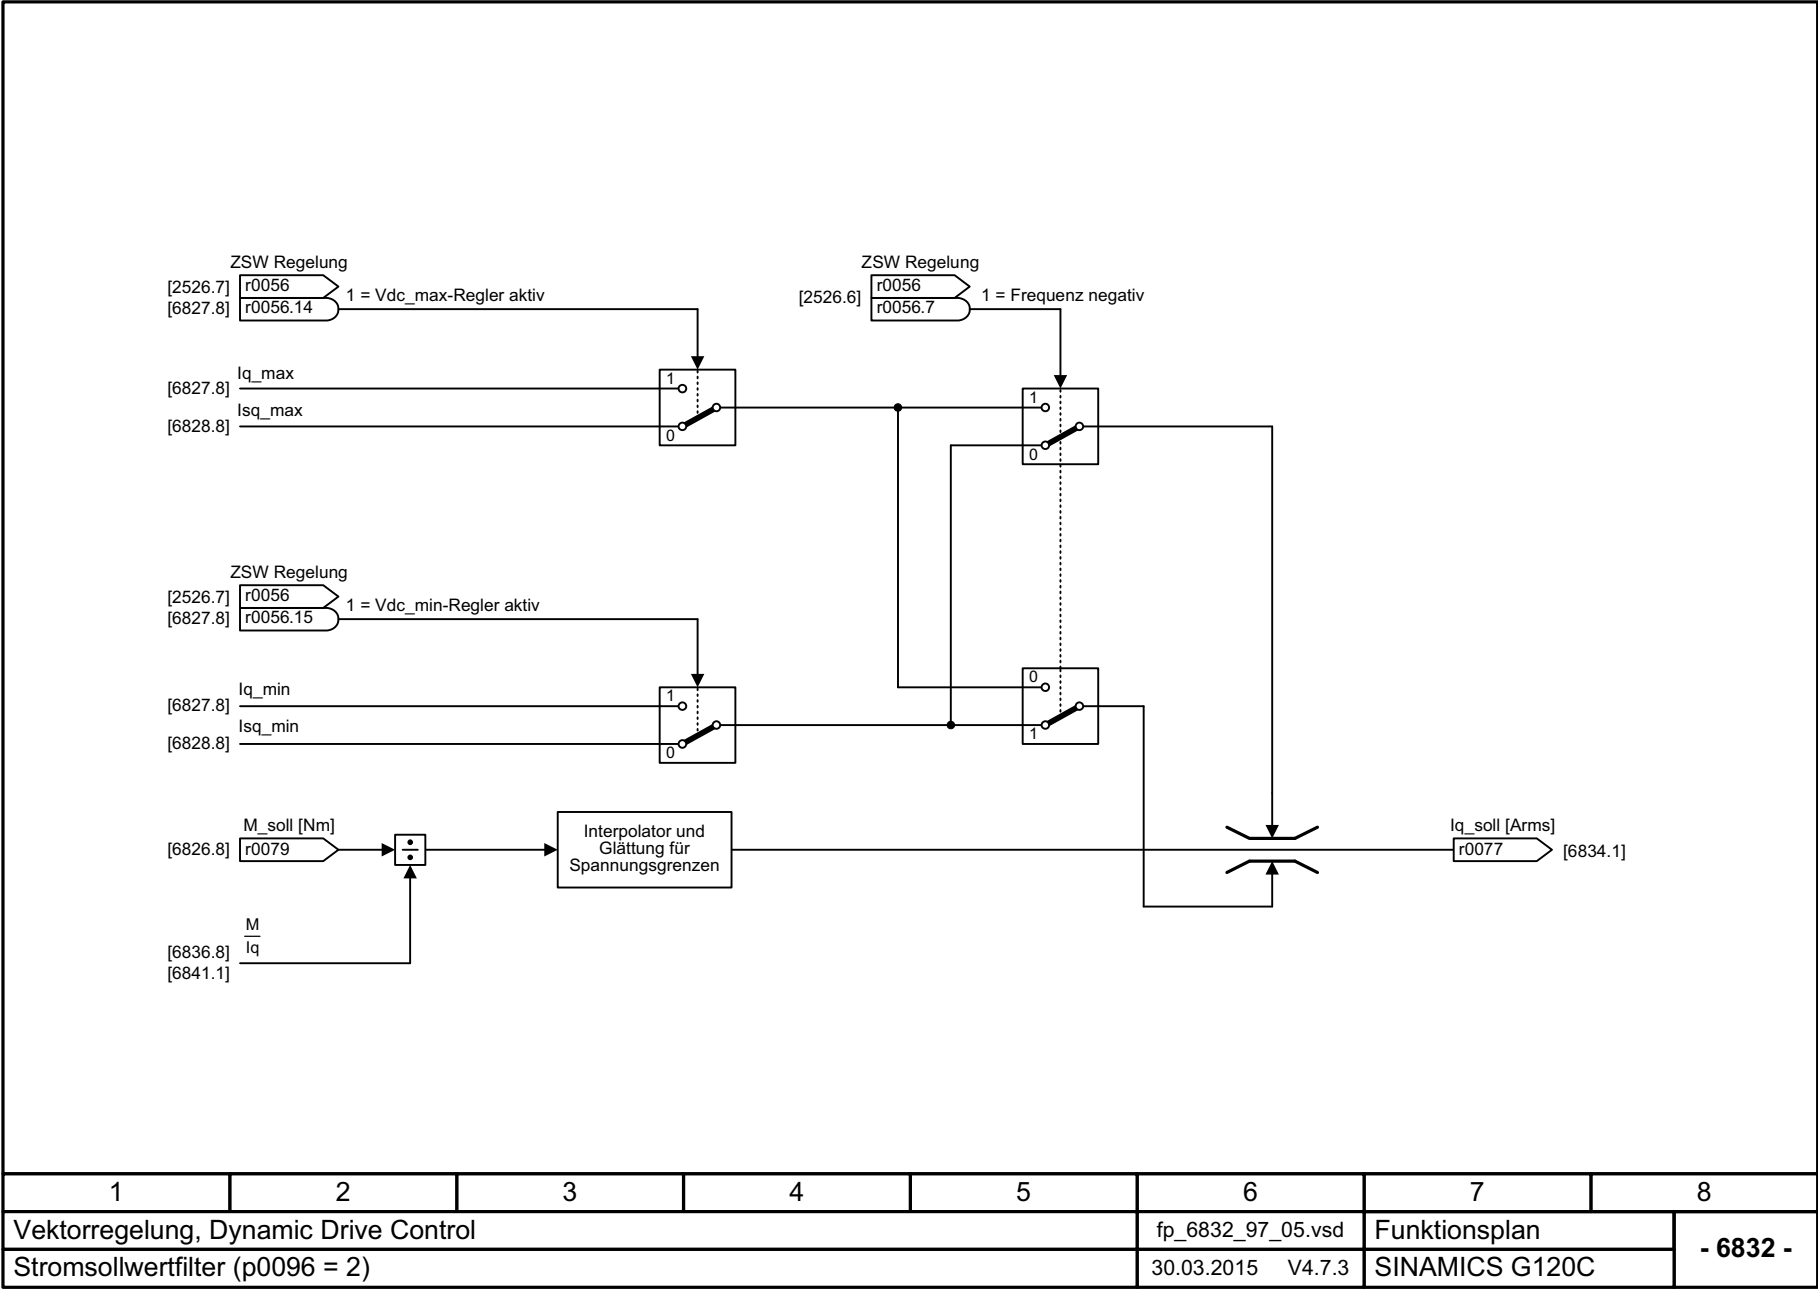 ZSW Regelung
[2526.7] r0056
[6827.8] r0056.14
1 = Vdc_max-Regler aktiv
ZSW Regelung
[2526.6]
r0056
r0056.7
1 = Frequenz negativ
[6827.8] Iq_max
[6828.8] Isq_max
1
0
1
0
ZSW Regelung
[2526.7] r0056
[6827.8] r0056.15
1 = Vdc_min-Regler aktiv
[6827.8] Iq_min
[6828.8] Isq_min
1
0
0
1
M_soll [Nm]
[6826.8] r0079
÷
Interpolator und
Glättung für
Spannungsgrenzen
Iq_soll [Arms]
r0077 [6834.1]
M
Iq
[6836.8]
[6841.1]
1 2 3 4 5 6 7 8
Vektorregelung, Dynamic Drive Control
Stromsollwertfilter (p0096 = 2)
fp_6832_97_05.vsd
30.03.2015 V4.7.3
Funktionsplan
SINAMICS G120C
- 6832 -